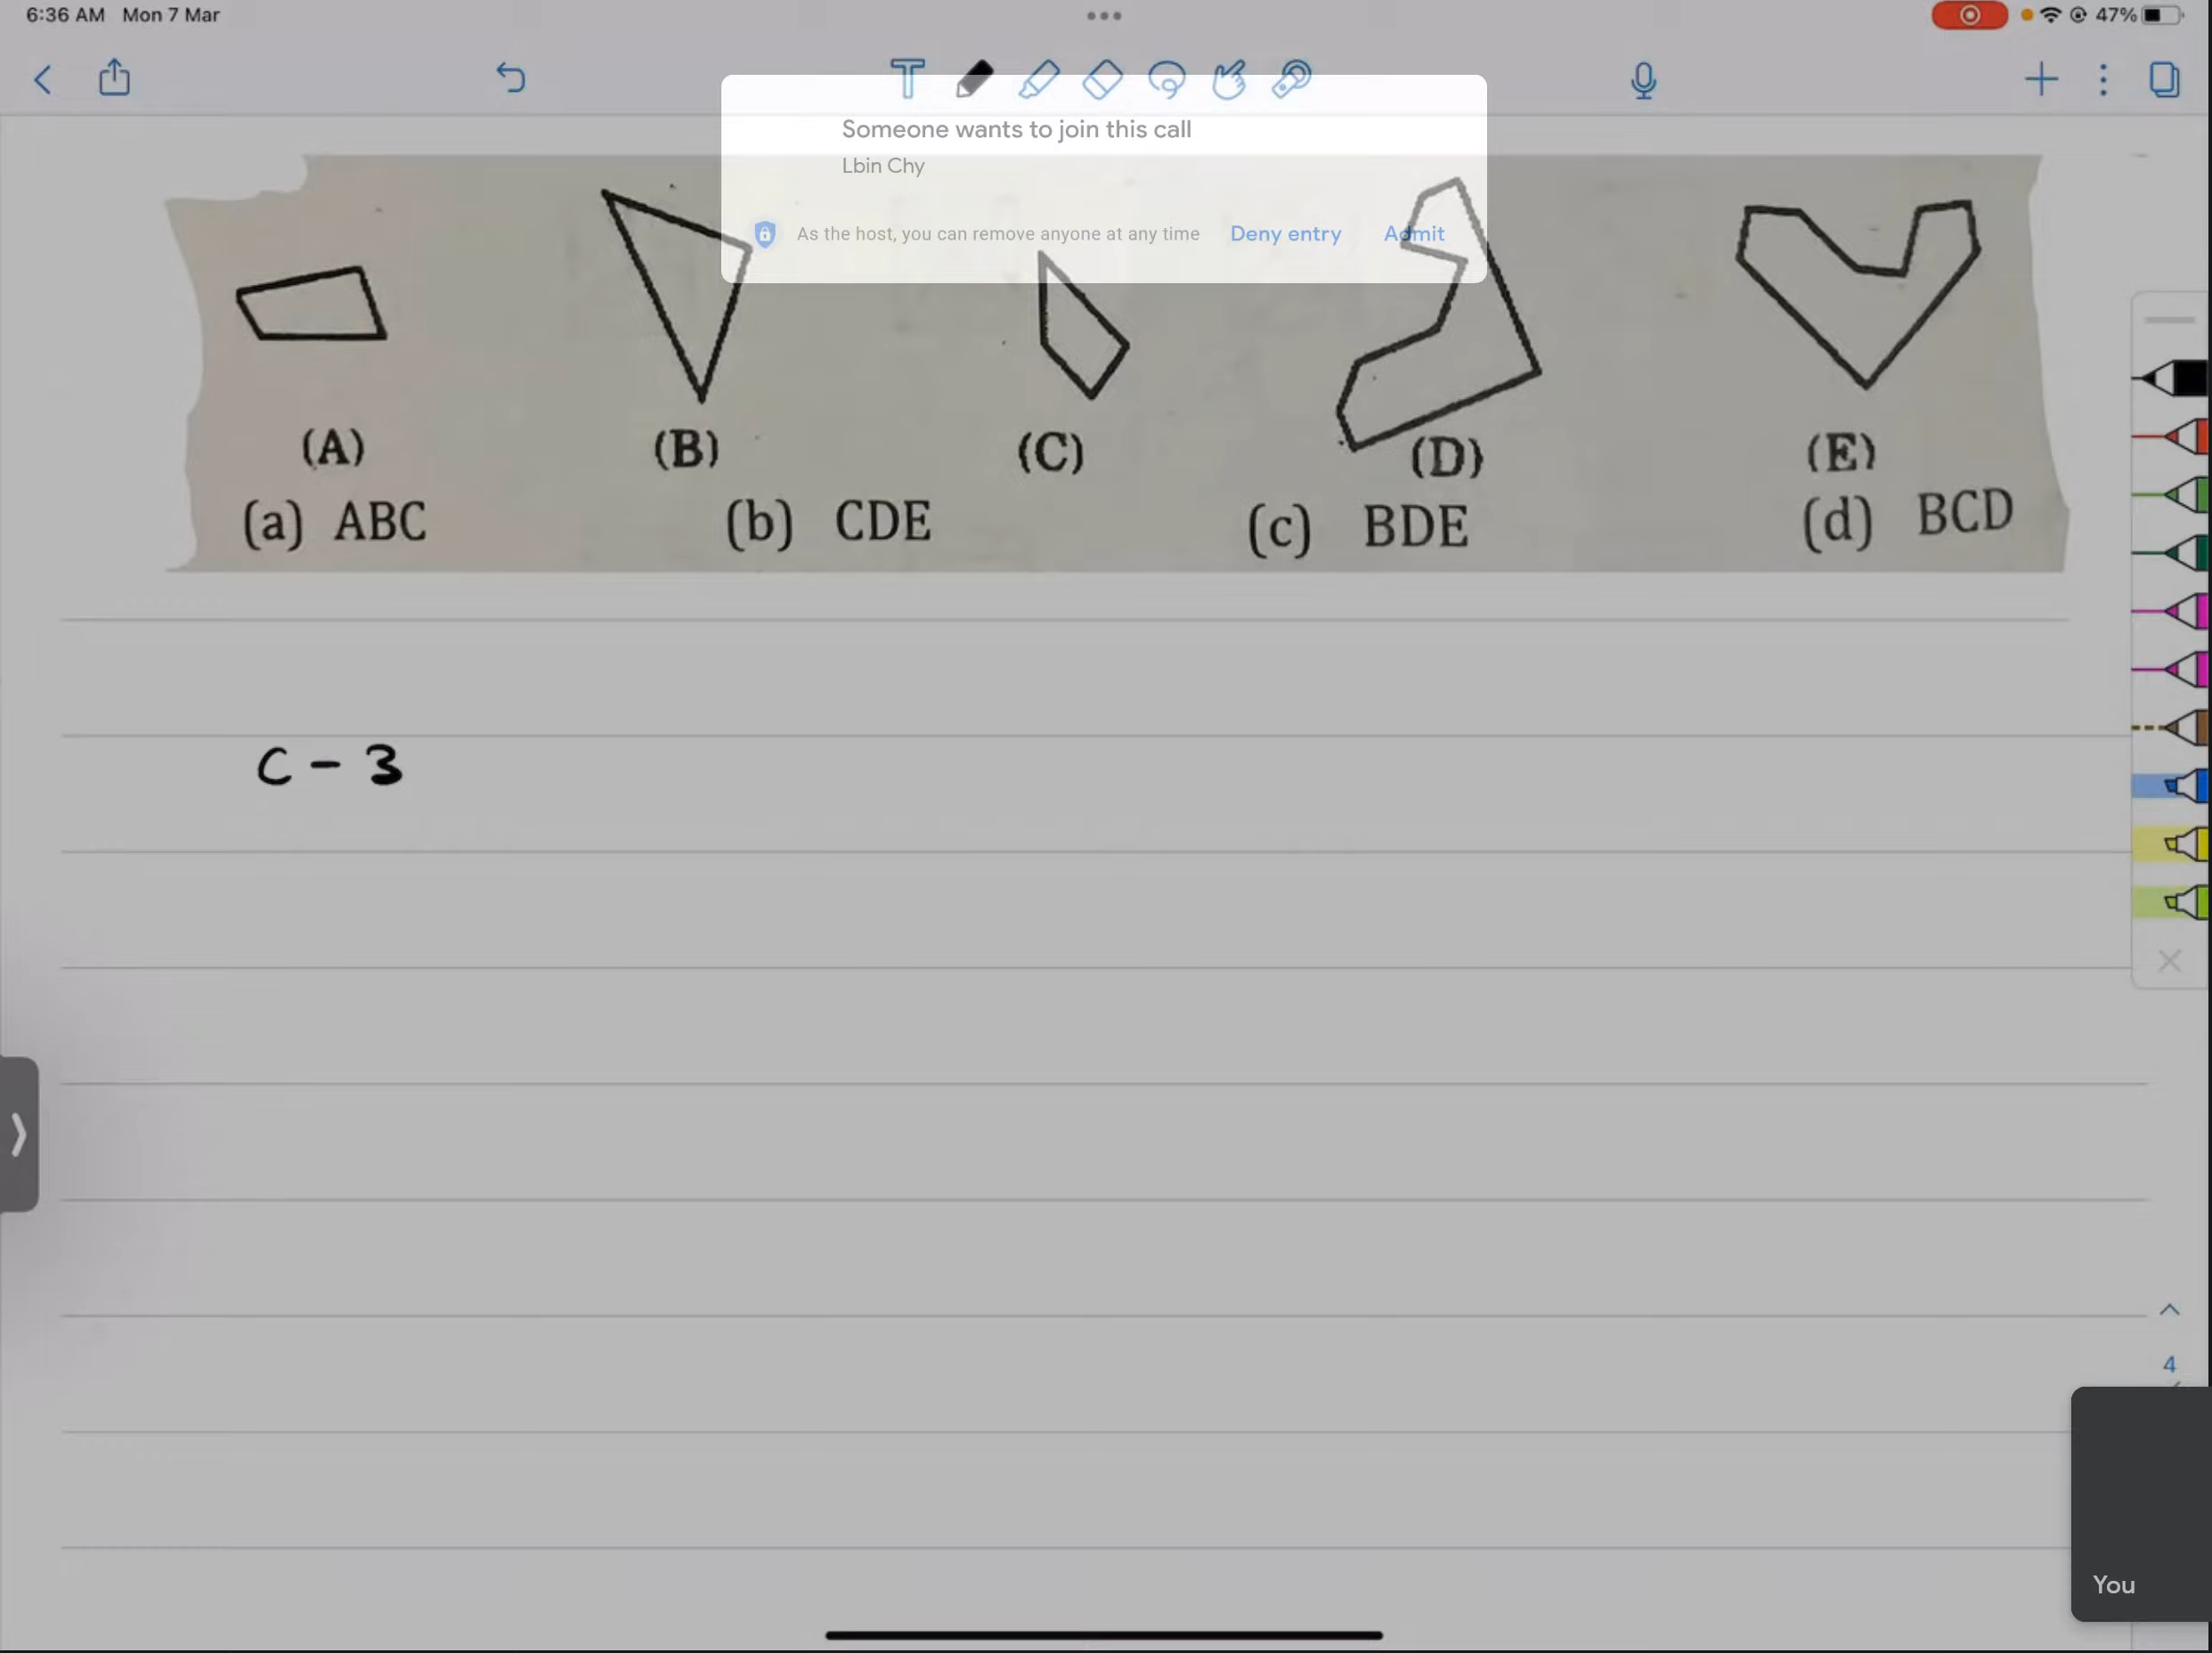 6:36 AM Mon 7 Mar
47%
Someone wants to join this call
Lbin Chy
As the host, you can remove anyone at any time Deny entry Admit
(A) (B) (C) (D) (E)
(a) ABC (b) CDE (c) BDE (d) BCD
C - 3
4
You